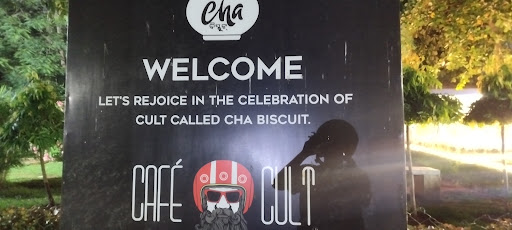 cha
WELCOME
LET'S REJOICE IN THE CELEBRATION OF
CULT CALLED CHA BISCUIT.
CAFÉ CULT